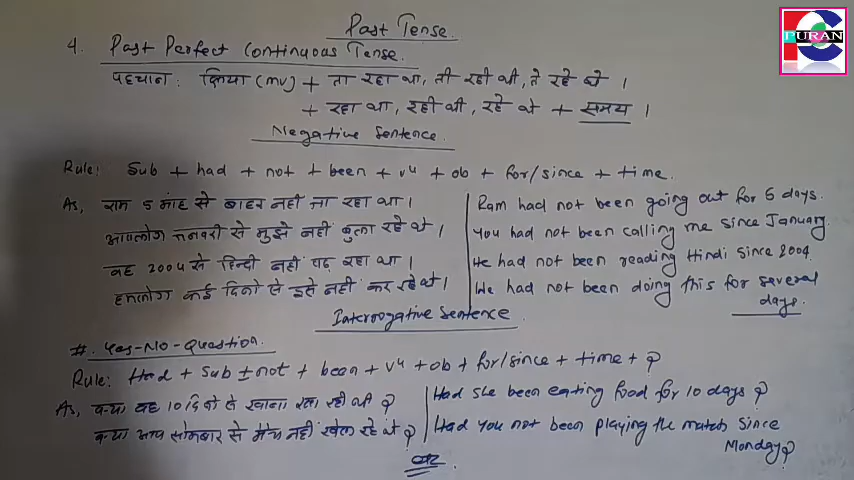 PURAN
Past Tense.
4. Past Perfect Continuous Tense.
पहचान: क्रिया (mv) + ता रहा था, ती रही थी, ते रहे थे ।
+ रहा था, रही थी, रहे थे + समय ।
Negative Sentence.
Rule: Sub + had + not + been + v4 + ob + for/since + time.
As, राम 5 माह से बाहर नहीं जा रहा था ।
आपलोग जनवरी से मुझे नहीं बुला रहे थे ।
वह 2004 से हिन्दी नहीं पढ़ रहा था ।
हमलोग कई दिनों से इसे नहीं कर रहे थे ।
Ram had not been going out for 5 days.
You had not been calling me since January.
He had not been reading Hindi since 2004.
We had not been doing this for several
days.
Interrogative Sentence
#. Yes-No-Question.
Rule: Had + Sub ± not + been + v4 + ob + for/since + time + ?
As, क्या वह 10 दिनों से खाना खा रही थी ?
क्या आप सोमबार से मैच नहीं खेल रहे थे ?
Had she been eating food for 10 days ?
Had you not been playing the match since
Monday?